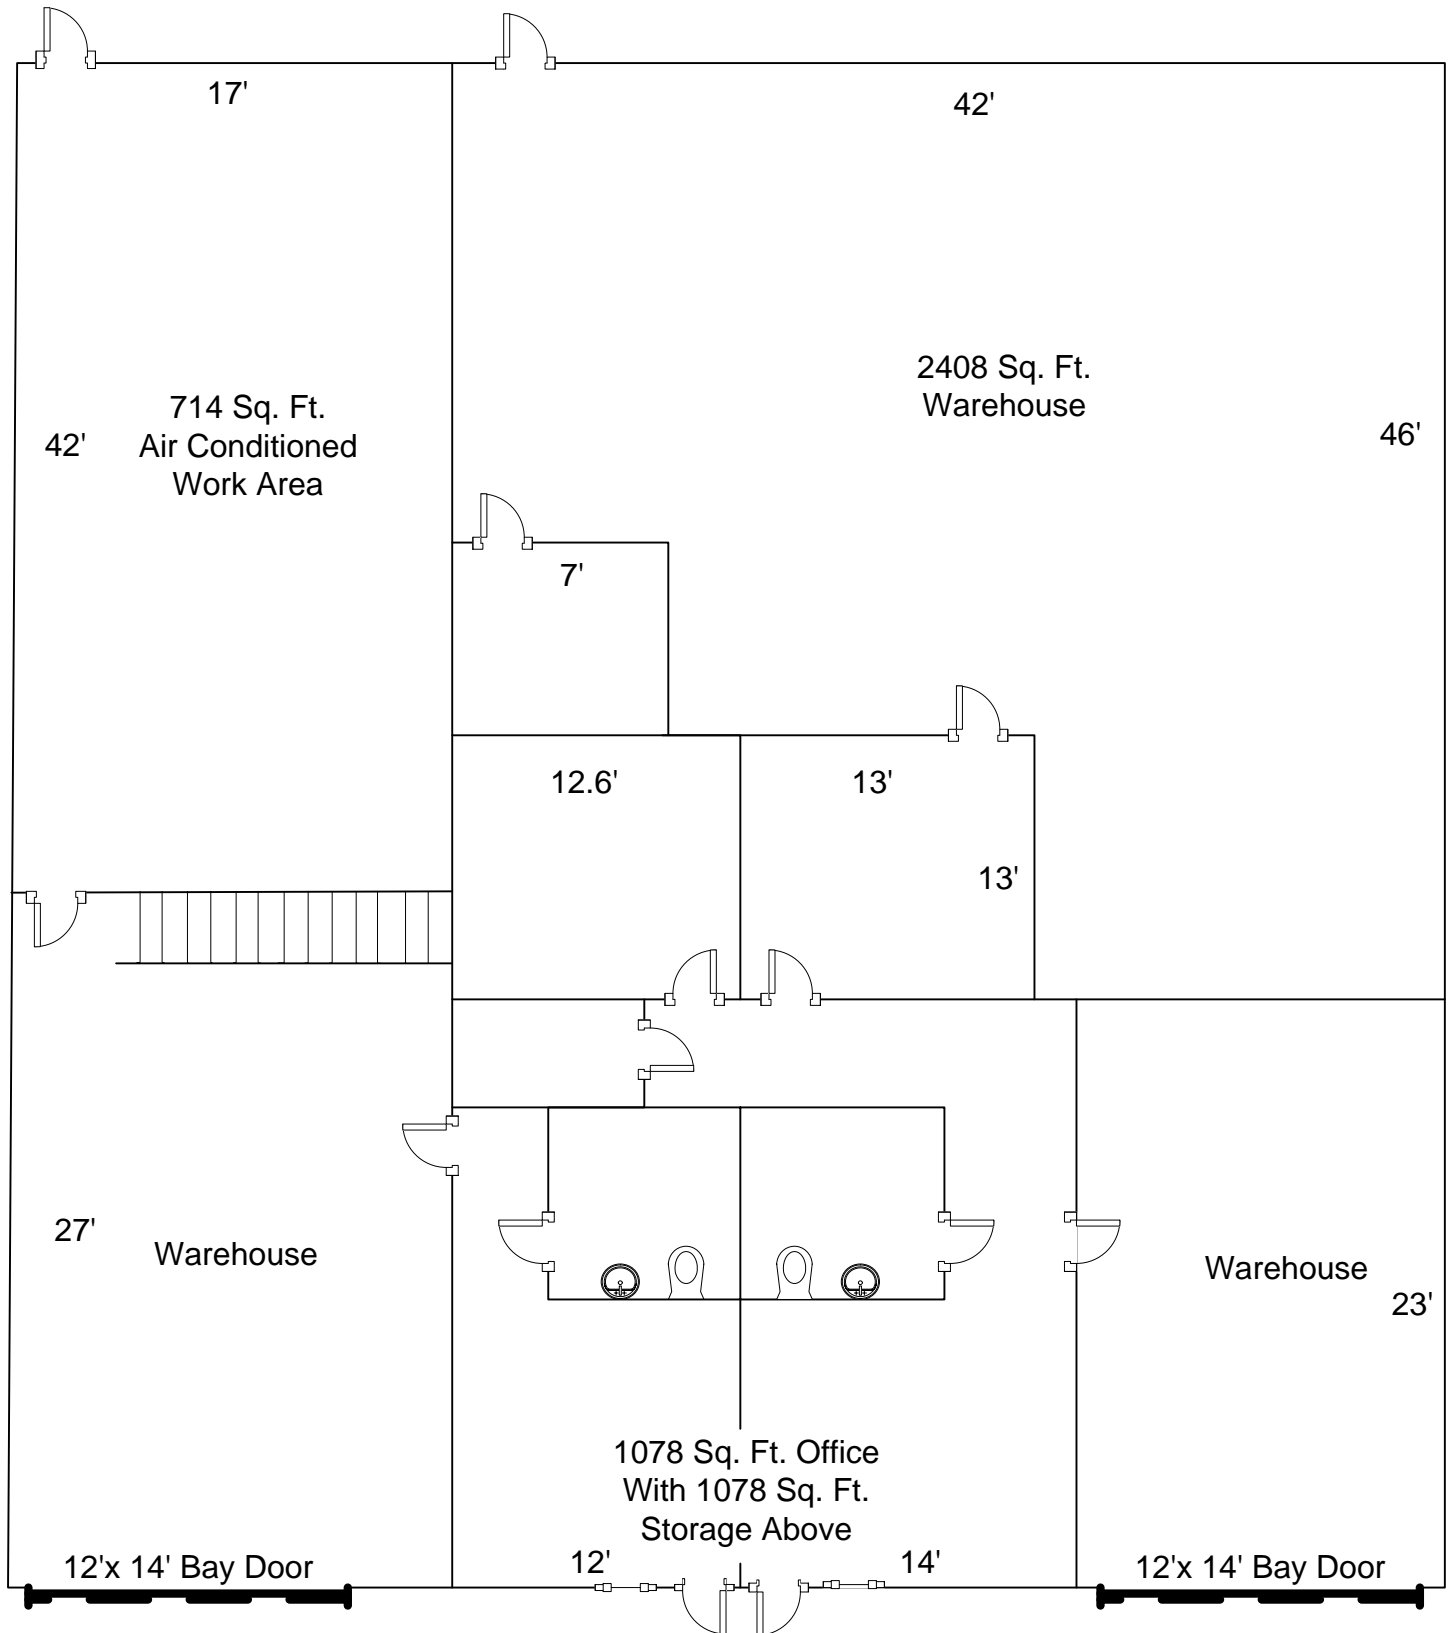 17'
42'
2408 Sq. Ft.
Warehouse
714 Sq. Ft.
Air Conditioned
Work Area
42'
46'
7'
12.6'
13'
13'
27'
Warehouse
Warehouse
23'
1078 Sq. Ft. Office
With 1078 Sq. Ft.
Storage Above
12'
14'
12'x 14' Bay Door
12'x 14' Bay Door